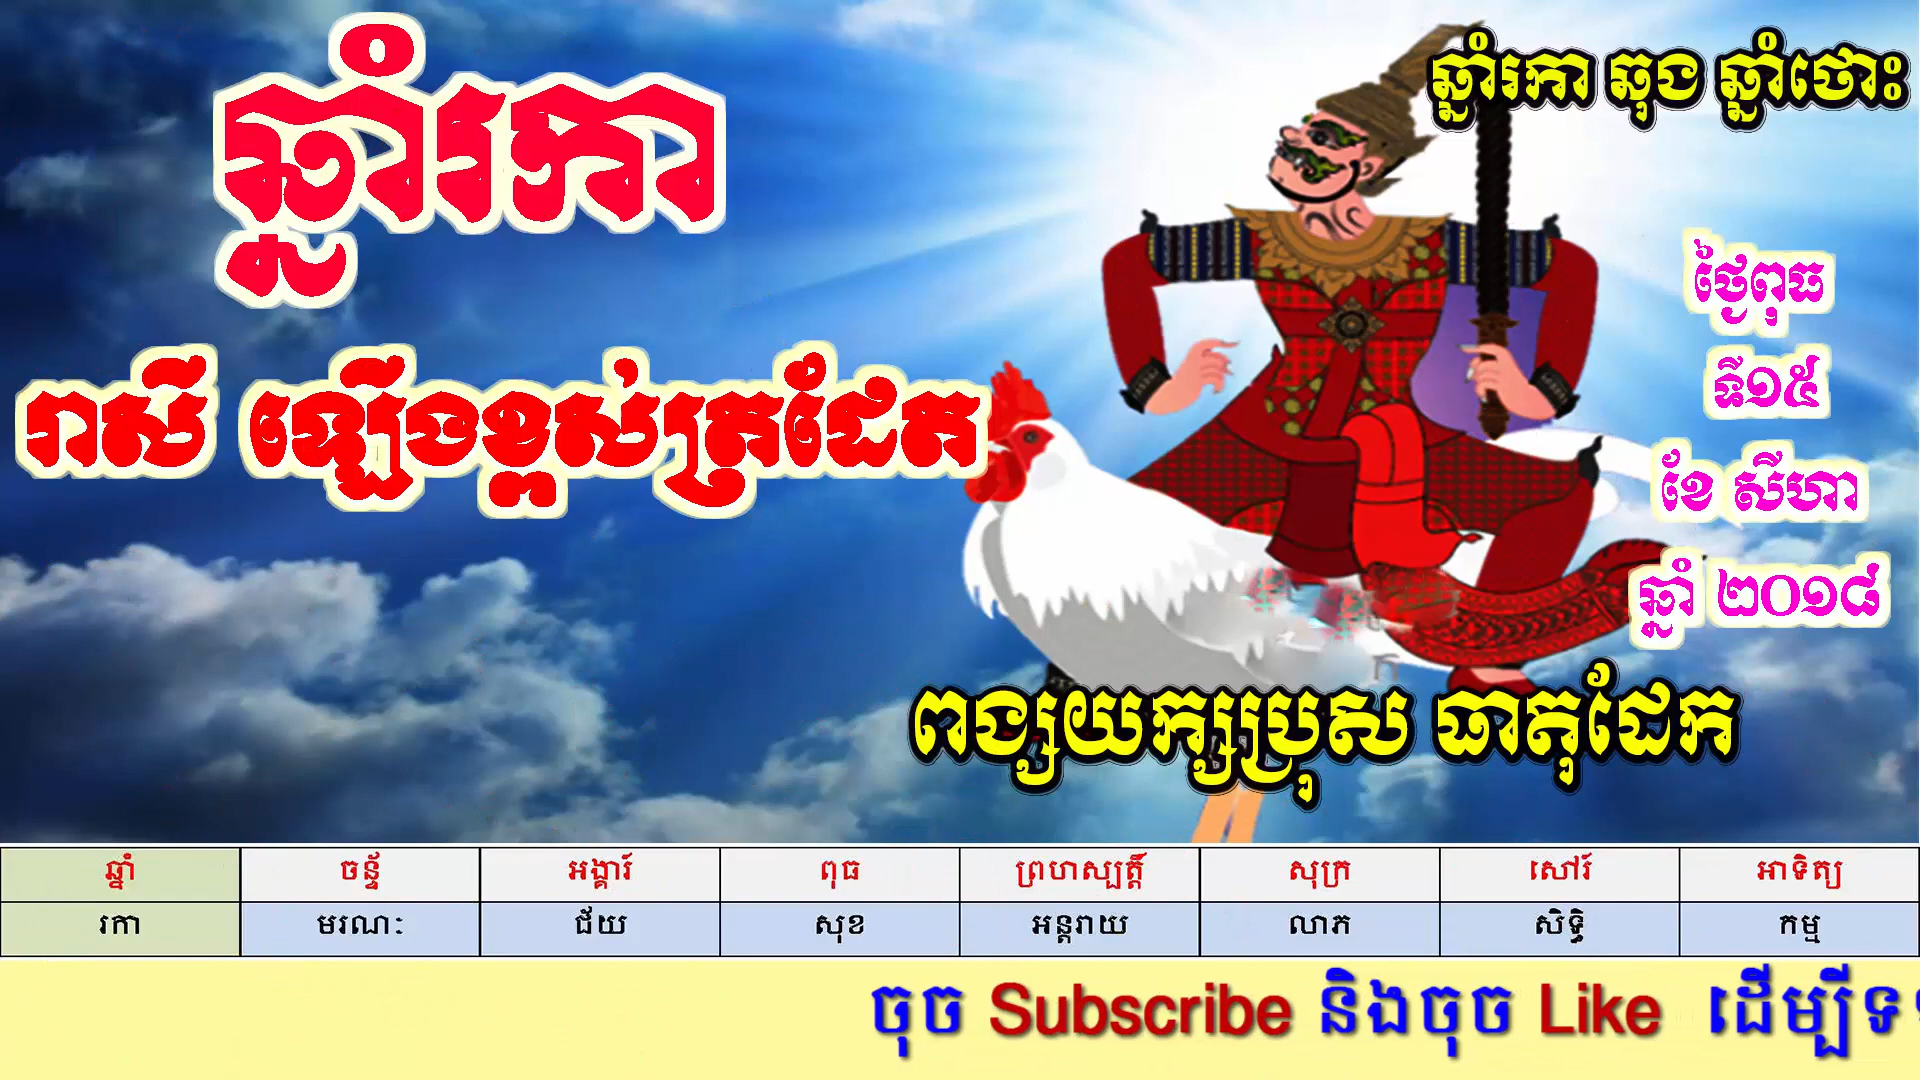 ឆ្នាំរកា
ឆ្នាំរកា ឆុង ឆ្នាំថោះ
រាសី ឡើងខ្ពស់ត្រដែត
ថ្ងៃពុធ
ទី១៥
ខែ សីហា
ឆ្នាំ ២០១៨
ពង្សយក្សប្រុស ធាតុដែក
ឆ្នាំ ចន្ទ័ អង្គារ៍ ពុធ ព្រហស្បត្តិ៍ សុក្រ សៅរ៍ អាទិត្យ
រកា មរណៈ ជ័យ សុខ អន្តរាយ លាភ សិទ្ធិ កម្ម
ចុច Subscribe និងចុច Like ដើម្បីទ